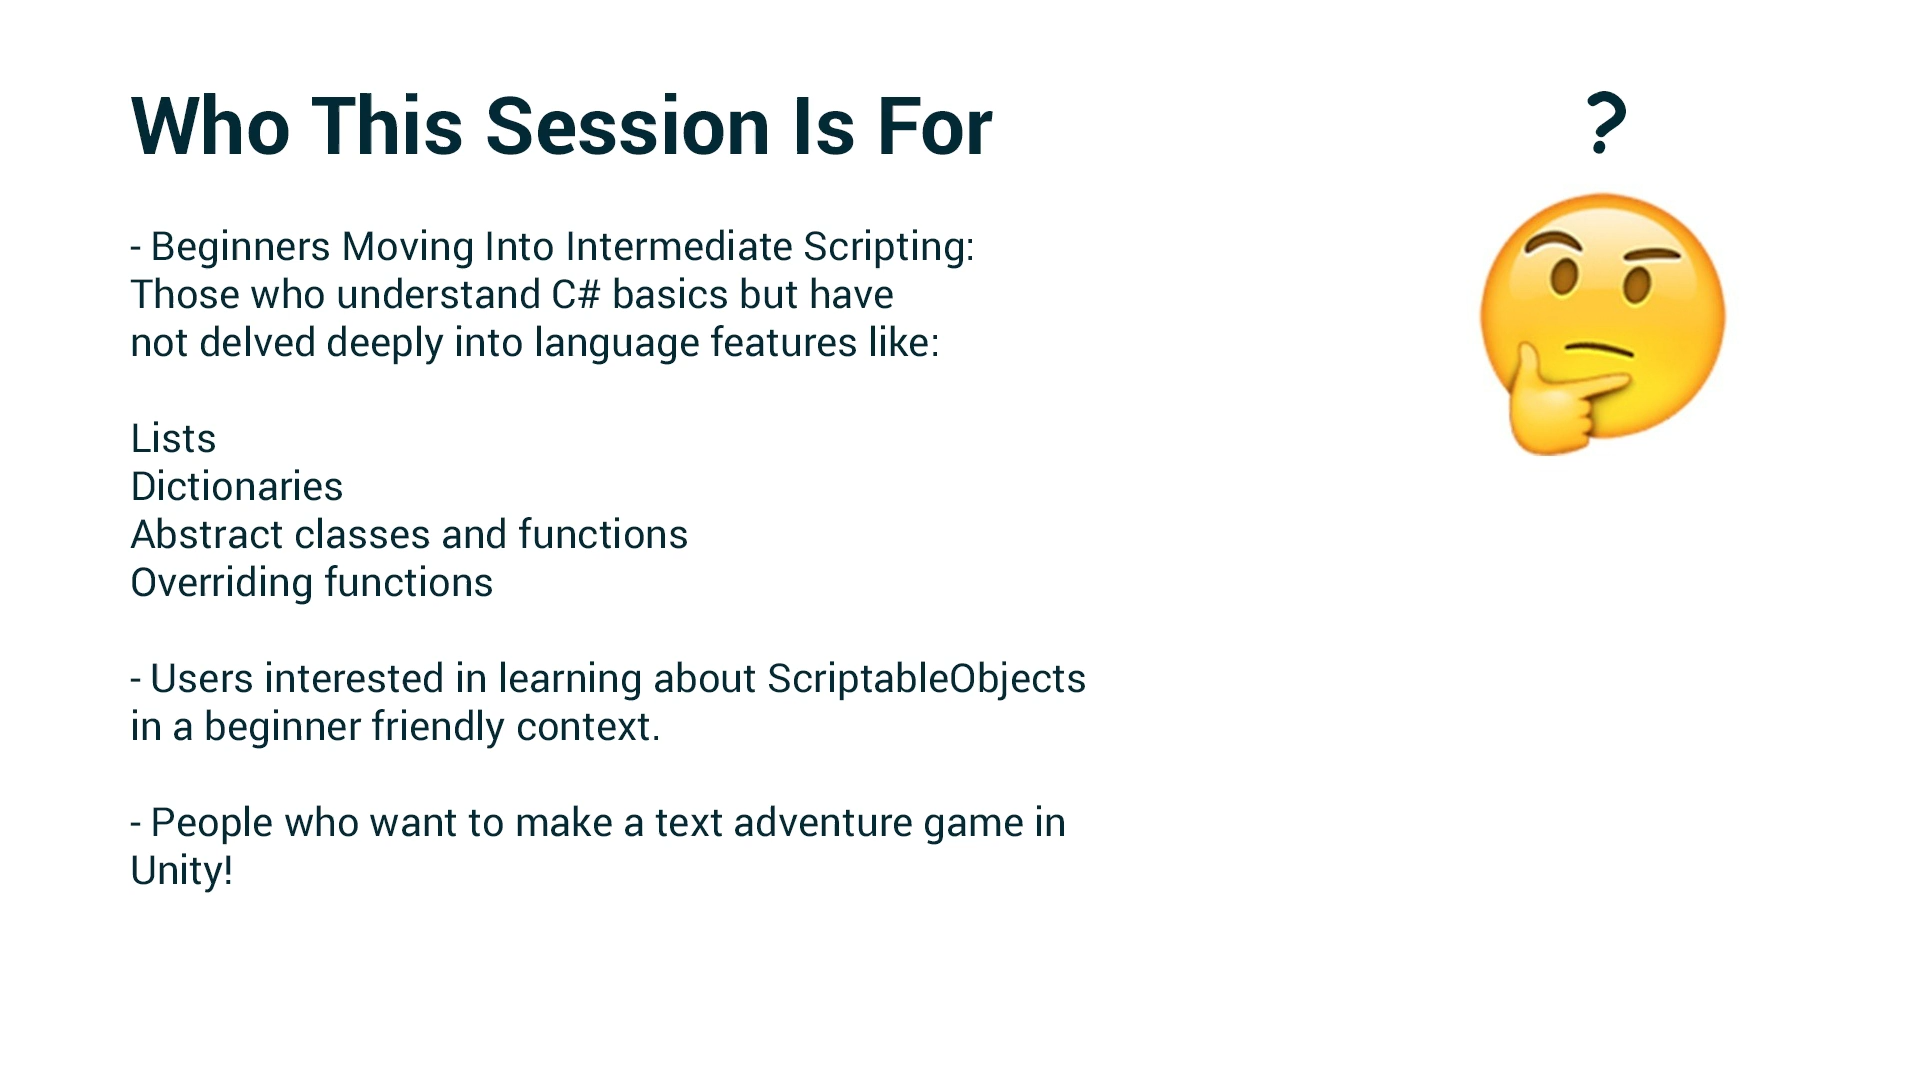 Who This Session Is For
?
- Beginners Moving Into Intermediate Scripting:
Those who understand C# basics but have
not delved deeply into language features like:
Lists
Dictionaries
Abstract classes and functions
Overriding functions
- Users interested in learning about ScriptableObjects
in a beginner friendly context.
- People who want to make a text adventure game in
Unity!